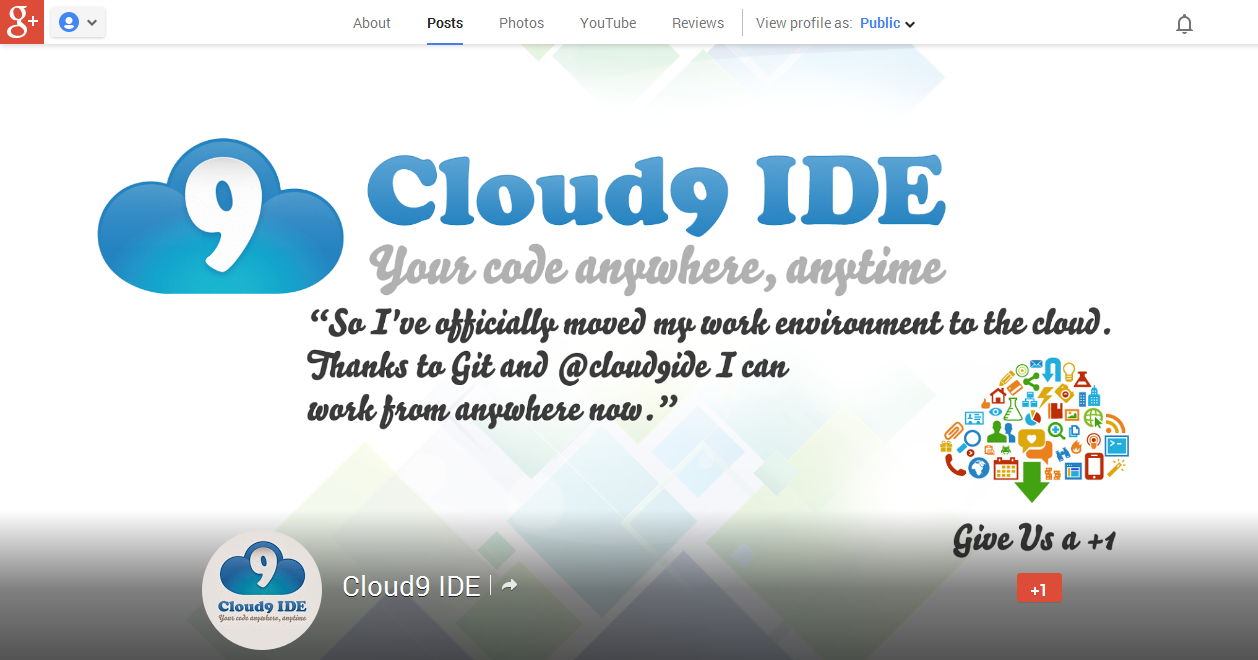 g+
About Posts Photos YouTube Reviews View profile as: Public
9 Cloud9 IDE
Your code anywhere, anytime
“So I've officially moved my work environment to the cloud.
Thanks to Git and @cloud9ide I can
work from anywhere now.”
Give Us a +1
9
Cloud9 IDE
Your code anywhere, anytime
Cloud9 IDE
+1